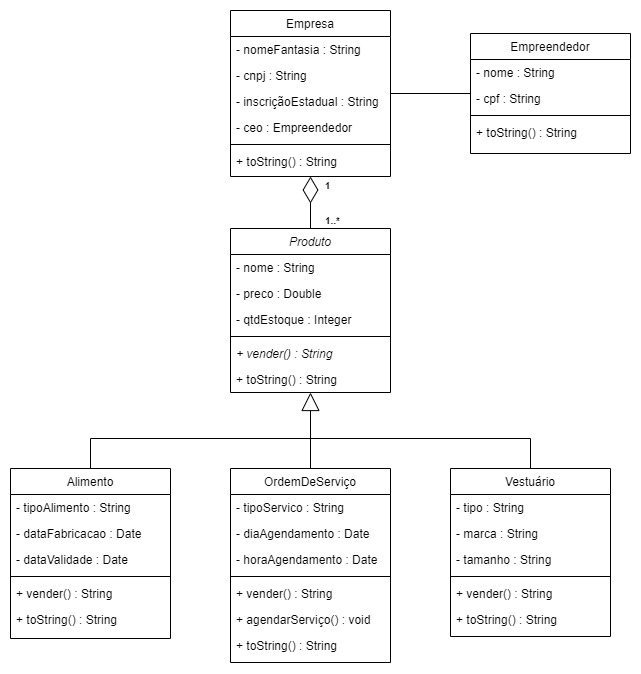 Empresa
- nomeFantasia : String
- cnpj : String
- inscriçãoEstadual : String
- ceo : Empreendedor
+ toString() : String
Empreendedor
- nome : String
- cpf : String
+ toString() : String
1
1..*
Produto
- nome : String
- preco : Double
- qtdEstoque : Integer
+ vender() : String
+ toString() : String
Alimento
- tipoAlimento : String
- dataFabricacao : Date
- dataValidade : Date
+ vender() : String
+ toString() : String
OrdemDeServiço
- tipoServico : String
- diaAgendamento : Date
- horaAgendamento : Date
+ vender() : String
+ agendarServiço() : void
+ toString() : String
Vestuário
- tipo : String
- marca : String
- tamanho : String
+ vender() : String
+ toString() : String